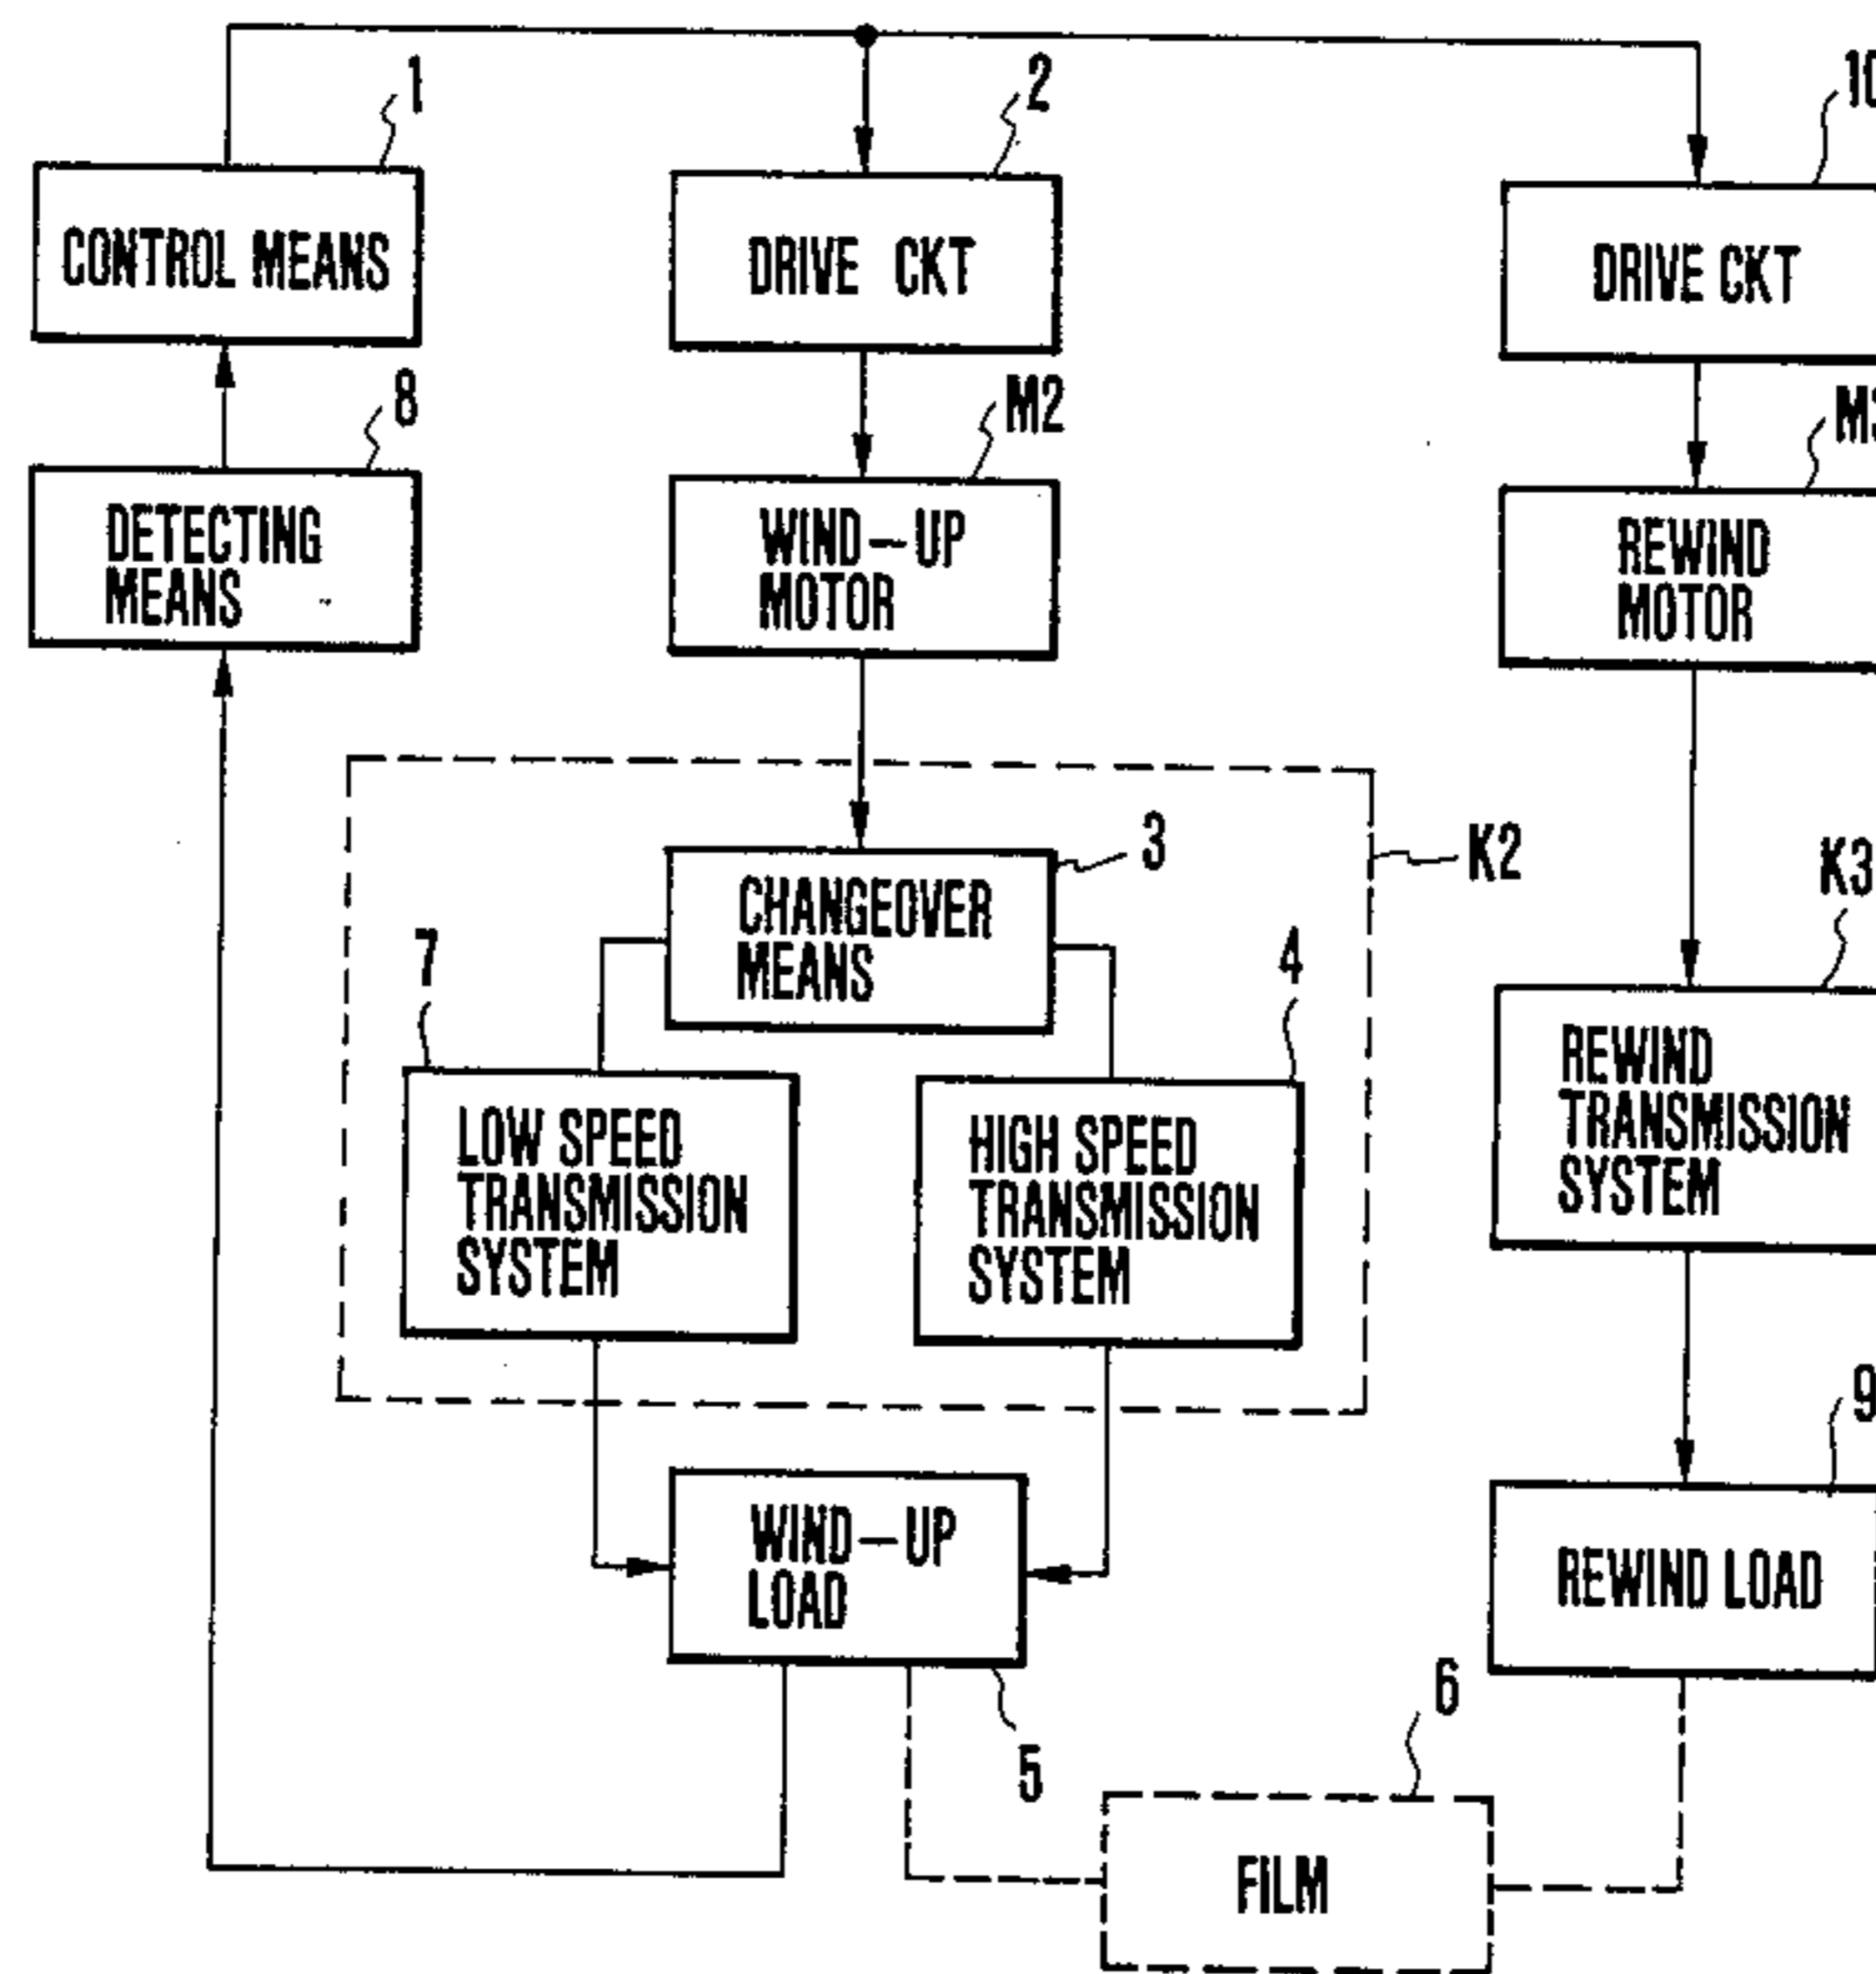 1
2
10
CONTROL MEANS
DRIVE CKT
DRIVE CKT
8
M2
DETECTING
MEANS
WIND-UP
MOTOR
REWIND
MOTOR
3
K2
K3
CHANGEOVER
MEANS
7
4
LOW SPEED
TRANSMISSION
SYSTEM
HIGH SPEED
TRANSMISSION
SYSTEM
REWIND
TRANSMISSION
SYSTEM
9
WIND-UP
LOAD
REWIND LOAD
5
6
FILM